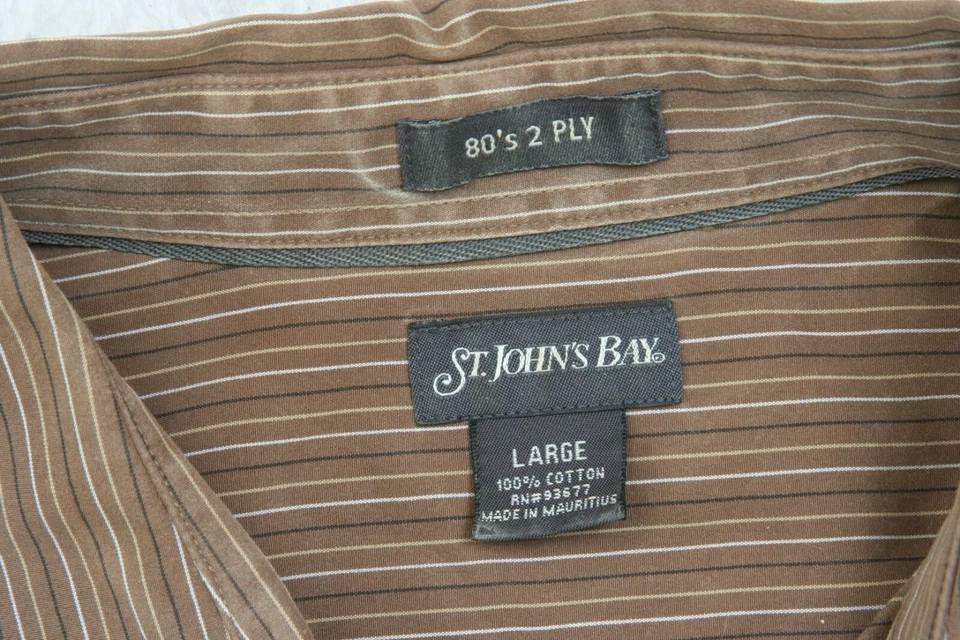 80's 2 PLY
ST. JOHN'S BAY®
LARGE
100% COTTON
RN#93677
MADE IN MAURITIUS